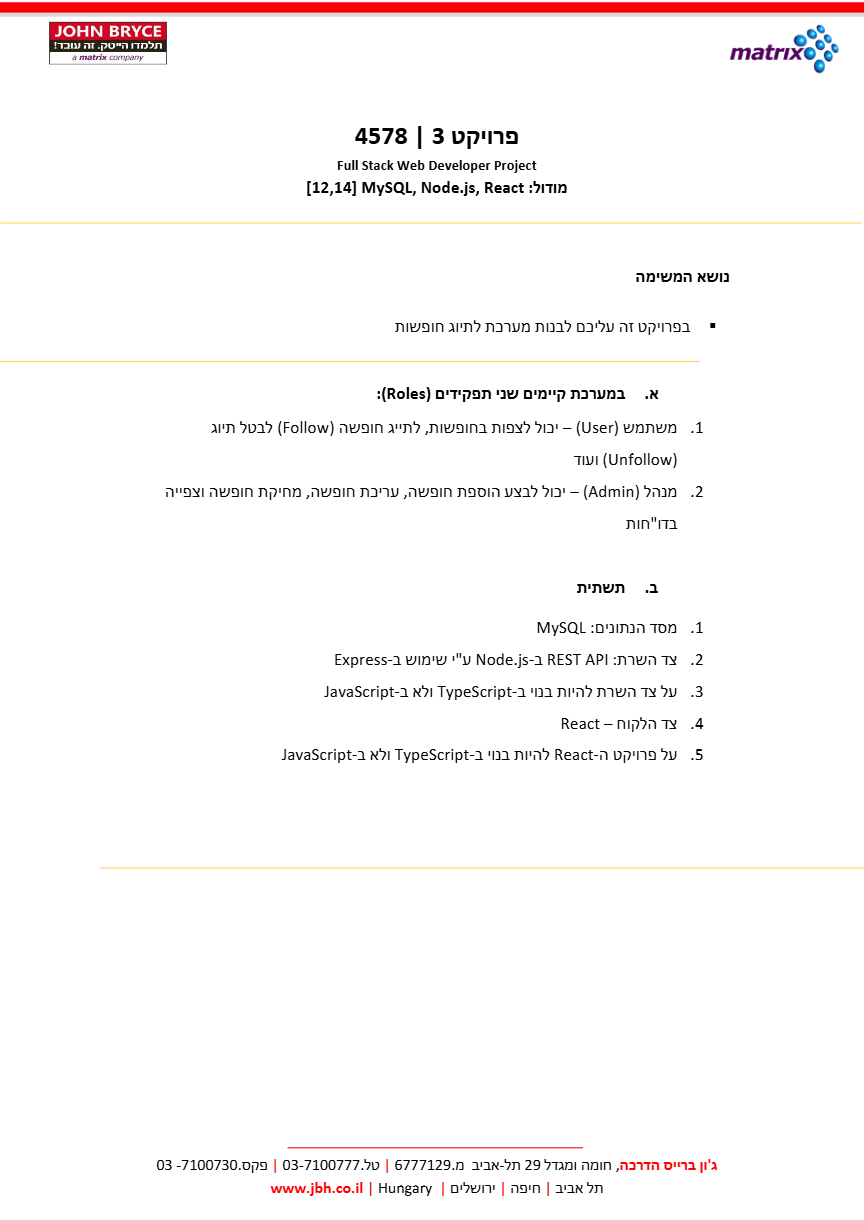 JOHN BRYCE
תלמדו הייטק. זה עובד!
a matrix company
matrix
פרויקט 3 | 4578
Full Stack Web Developer Project
מודול: MySQL, Node.js, React [12,14]
נושא המשימה
▪ בפרויקט זה עליכם לבנות מערכת לתיוג חופשות
א. במערכת קיימים שני תפקידים (Roles):
1. משתמש (User) – יכול לצפות בחופשות, לתייג חופשה (Follow) לבטל תיוג
(Unfollow) ועוד
2. מנהל (Admin) – יכול לבצע הוספת חופשה, עריכת חופשה, מחיקת חופשה וצפייה
בדו"חות
ב. תשתית
1. מסד הנתונים: MySQL
2. צד השרת: REST API ב-Node.js ע"י שימוש ב-Express
3. על צד השרת להיות בנוי ב-TypeScript ולא ב-JavaScript
4. צד הלקוח – React
5. על פרויקט ה-React להיות בנוי ב-TypeScript ולא ב-JavaScript
ג'ון ברייס הדרכה, חומה ומגדל 29 תל-אביב מ.6777129 | טל.03-7100777 | פקס.7100730- 03
תל אביב | חיפה | ירושלים | Hungary | www.jbh.co.il